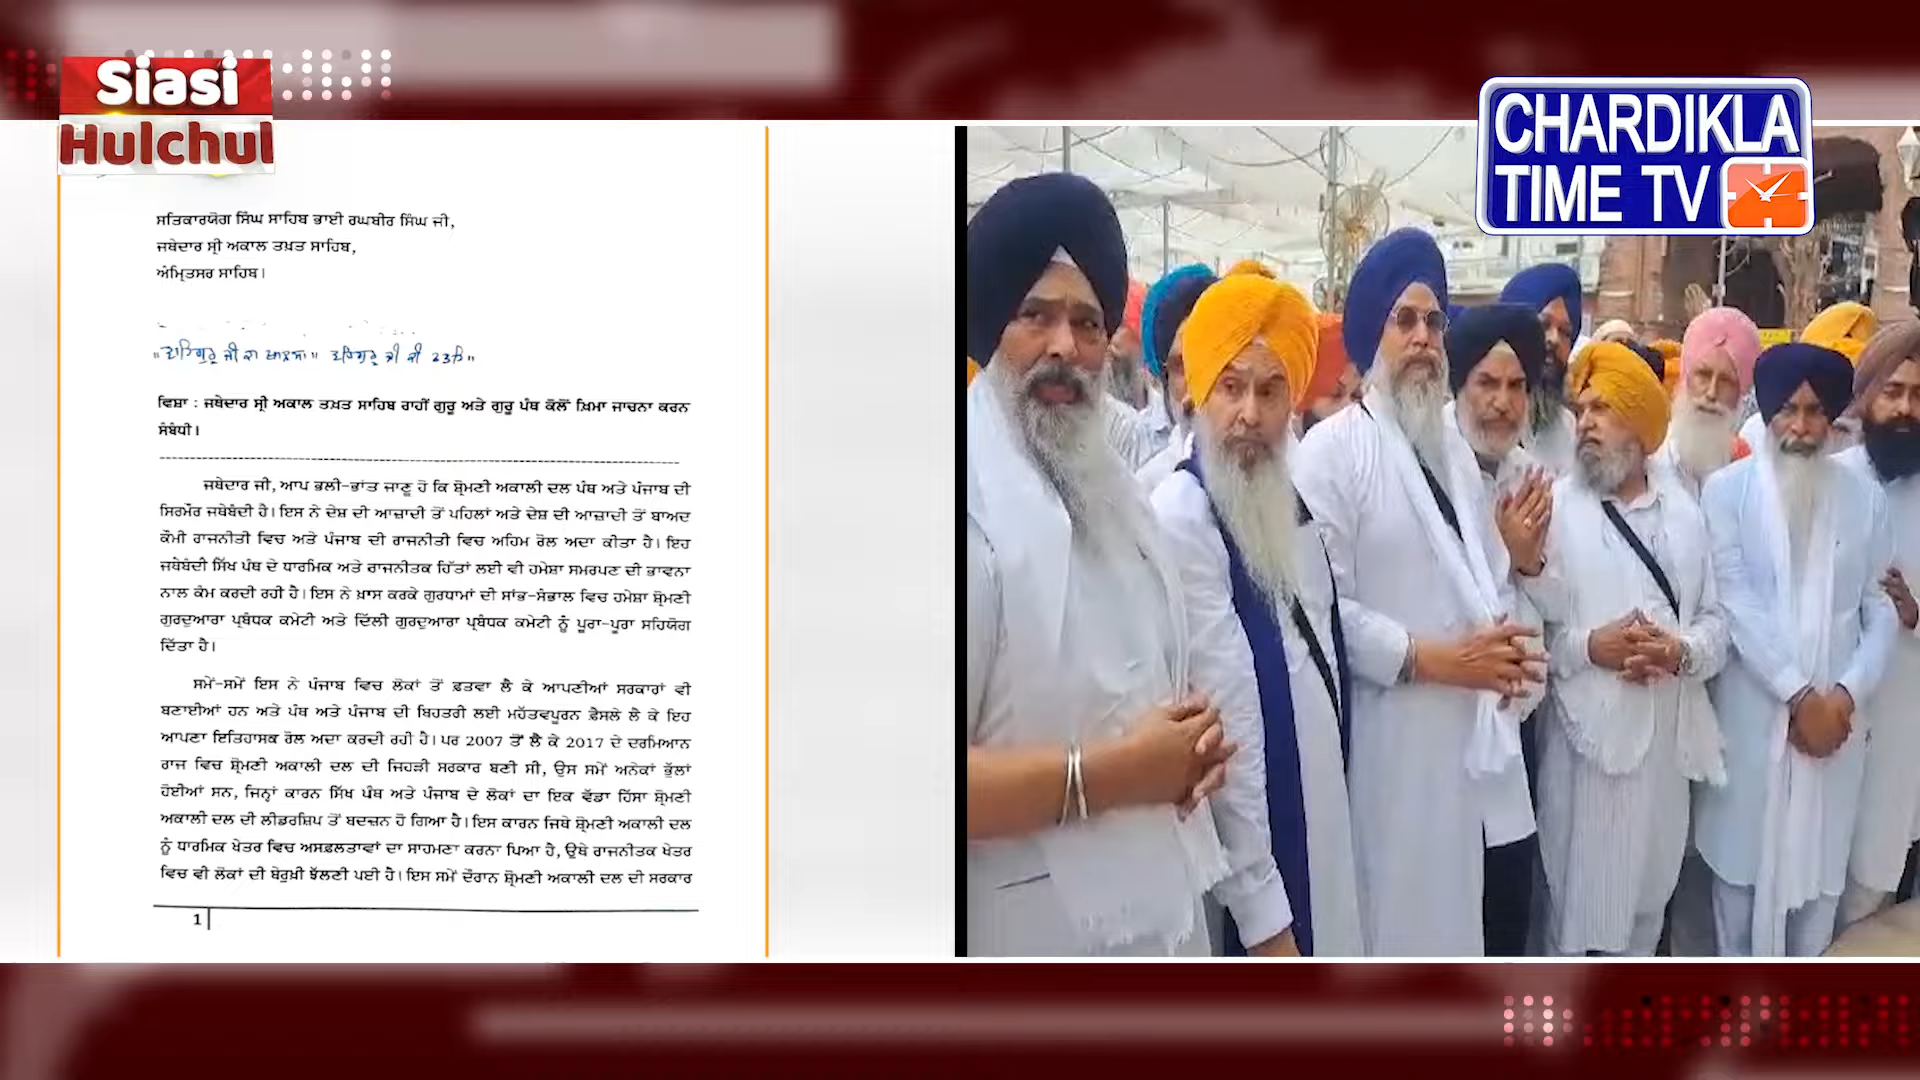 Siasi
Hulchul
CHARDIKLA
TIME TV
ਸਤਿਕਾਰਯੋਗ ਸਿੰਘ ਸਾਹਿਬ ਭਾਈ ਰਘਬੀਰ ਸਿੰਘ ਜੀ,
ਜਥੇਦਾਰ ਸ੍ਰੀ ਅਕਾਲ ਤਖ਼ਤ ਸਾਹਿਬ,
ਅੰਮ੍ਰਿਤਸਰ ਸਾਹਿਬ।
"ਵਾਹਿਗੁਰੂ ਜੀ ਕਾ ਖਾਲਸਾ॥ ਵਾਹਿਗੁਰੂ ਜੀ ਕੀ ਫਤਹਿ"
ਵਿਸ਼ਾ : ਜਥੇਦਾਰ ਸ੍ਰੀ ਅਕਾਲ ਤਖ਼ਤ ਸਾਹਿਬ ਰਾਹੀਂ ਗੁਰੂ ਅਤੇ ਗੁਰੂ ਪੰਥ ਕੋਲੋਂ ਖ਼ਿਮਾ ਜਾਚਨਾ ਕਰਨ
ਸੰਬੰਧੀ।
ਜਥੇਦਾਰ ਜੀ, ਆਪ ਭਲੀ-ਭਾਂਤ ਜਾਣੂ ਹੋ ਕਿ ਸ਼੍ਰੋਮਣੀ ਅਕਾਲੀ ਦਲ ਪੰਥ ਅਤੇ ਪੰਜਾਬ ਦੀ
ਸਿਰਮੌਰ ਜਥੇਬੰਦੀ ਹੈ। ਇਸ ਨੇ ਦੇਸ਼ ਦੀ ਆਜ਼ਾਦੀ ਤੋਂ ਪਹਿਲਾਂ ਅਤੇ ਦੇਸ਼ ਦੀ ਆਜ਼ਾਦੀ ਤੋਂ ਬਾਅਦ
ਕੌਮੀ ਰਾਜਨੀਤੀ ਵਿਚ ਅਤੇ ਪੰਜਾਬ ਦੀ ਰਾਜਨੀਤੀ ਵਿਚ ਅਹਿਮ ਰੋਲ ਅਦਾ ਕੀਤਾ ਹੈ। ਇਹ
ਜਥੇਬੰਦੀ ਸਿੱਖ ਪੰਥ ਦੇ ਧਾਰਮਿਕ ਅਤੇ ਰਾਜਨੀਤਕ ਹਿੱਤਾਂ ਲਈ ਵੀ ਹਮੇਸ਼ਾ ਸਮਰਪਣ ਦੀ ਭਾਵਨਾ
ਨਾਲ ਕੰਮ ਕਰਦੀ ਰਹੀ ਹੈ। ਇਸ ਨੇ ਖ਼ਾਸ ਕਰਕੇ ਗੁਰਧਾਮਾਂ ਦੀ ਸਾਂਭ-ਸੰਭਾਲ ਵਿਚ ਹਮੇਸ਼ਾ ਸ਼੍ਰੋਮਣੀ
ਗੁਰਦੁਆਰਾ ਪ੍ਰਬੰਧਕ ਕਮੇਟੀ ਅਤੇ ਦਿੱਲੀ ਗੁਰਦੁਆਰਾ ਪ੍ਰਬੰਧਕ ਕਮੇਟੀ ਨੂੰ ਪੂਰਾ-ਪੂਰਾ ਸਹਿਯੋਗ
ਦਿੱਤਾ ਹੈ।
ਸਮੇਂ-ਸਮੇਂ ਇਸ ਨੇ ਪੰਜਾਬ ਵਿਚ ਲੋਕਾਂ ਤੋਂ ਫ਼ਤਵਾ ਲੈ ਕੇ ਆਪਣੀਆਂ ਸਰਕਾਰਾਂ ਵੀ
ਬਣਾਈਆਂ ਹਨ ਅਤੇ ਪੰਥ ਅਤੇ ਪੰਜਾਬ ਦੀ ਬਿਹਤਰੀ ਲਈ ਮਹੱਤਵਪੂਰਨ ਫ਼ੈਸਲੇ ਲੈ ਕੇ ਇਹ
ਆਪਣਾ ਇਤਿਹਾਸਕ ਰੋਲ ਅਦਾ ਕਰਦੀ ਰਹੀ ਹੈ। ਪਰ 2007 ਤੋਂ ਲੈ ਕੇ 2017 ਦੇ ਦਰਮਿਆਨ
ਰਾਜ ਵਿਚ ਸ਼੍ਰੋਮਣੀ ਅਕਾਲੀ ਦਲ ਦੀ ਜਿਹੜੀ ਸਰਕਾਰ ਬਣੀ ਸੀ, ਉਸ ਸਮੇਂ ਅਨੇਕਾਂ ਭੁੱਲਾਂ
ਹੋਈਆਂ ਸਨ, ਜਿਨ੍ਹਾਂ ਕਾਰਨ ਸਿੱਖ ਪੰਥ ਅਤੇ ਪੰਜਾਬ ਦੇ ਲੋਕਾਂ ਦਾ ਇਕ ਵੱਡਾ ਹਿੱਸਾ ਸ਼੍ਰੋਮਣੀ
ਅਕਾਲੀ ਦਲ ਦੀ ਲੀਡਰਸ਼ਿਪ ਤੋਂ ਬਦਜ਼ਨ ਹੋ ਗਿਆ ਹੈ। ਇਸ ਕਾਰਨ ਜਿਥੇ ਸ਼੍ਰੋਮਣੀ ਅਕਾਲੀ ਦਲ
ਨੂੰ ਧਾਰਮਿਕ ਖੇਤਰ ਵਿਚ ਅਸਫ਼ਲਤਾਵਾਂ ਦਾ ਸਾਹਮਣਾ ਕਰਨਾ ਪਿਆ ਹੈ, ਉਥੇ ਰਾਜਨੀਤਕ ਖੇਤਰ
ਵਿਚ ਵੀ ਲੋਕਾਂ ਦੀ ਬੇਰੁਖ਼ੀ ਝੱਲਣੀ ਪਈ ਹੈ। ਇਸ ਸਮੇਂ ਦੌਰਾਨ ਸ਼੍ਰੋਮਣੀ ਅਕਾਲੀ ਦਲ ਦੀ ਸਰਕਾਰ
1